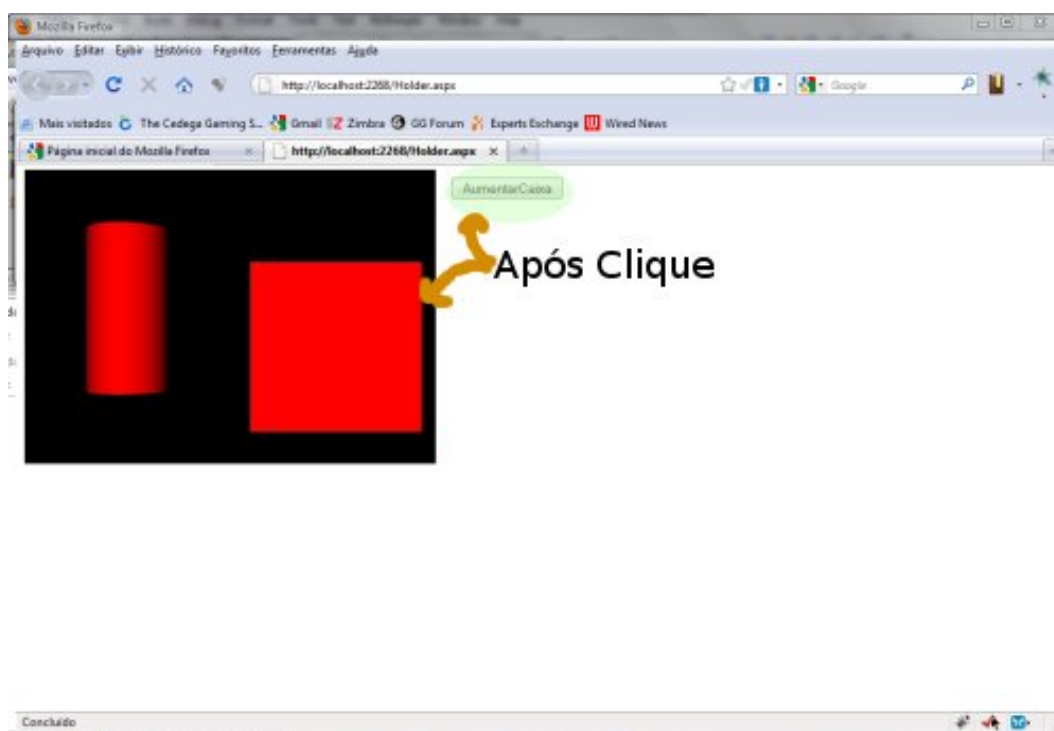 Mozilla Firefox
Arquivo Editar Exibir Histórico Favoritos Ferramentas Ajuda
http://localhost:2268/Holder.aspx
Google
Mais visitados The Cedega Gaming S... Gmail Zimbra GG Forum Experts Exchange Wired News
Página inicial do Mozilla Firefox http://localhost:2268/Holder.aspx
AumentarCaixa
Após Clique
Concluído